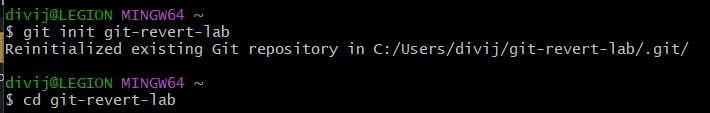 divij@LEGION MINGW64 ~
$ git init git-revert-lab
Reinitialized existing Git repository in C:/Users/divij/git-revert-lab/.git/
divij@LEGION MINGW64 ~
$ cd git-revert-lab